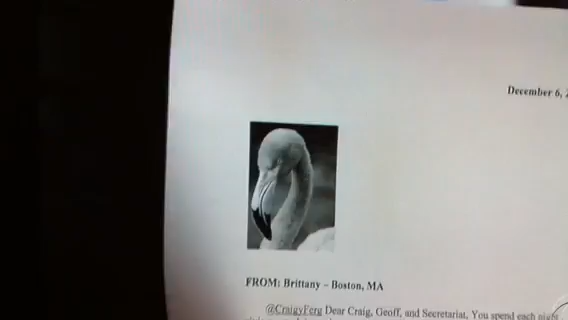 December 6,
FROM: Brittany – Boston, MA
@CraigyFerg Dear Craig, Geoff, and Secretariat, You spend each night